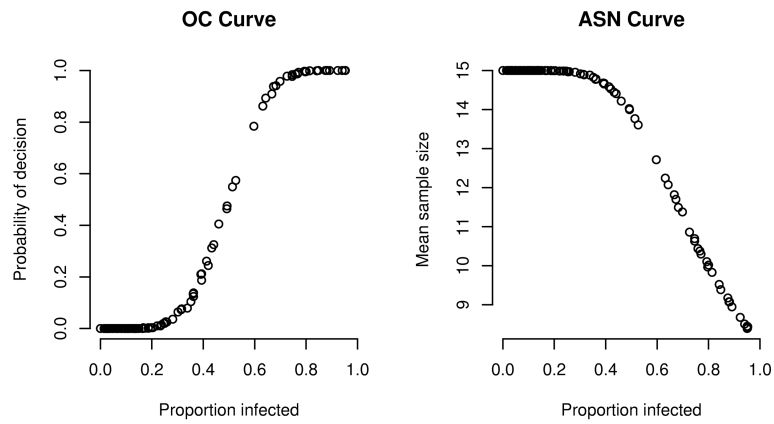 OC Curve
Probability of decision
1.0
0.8
0.6
0.4
0.2
0.0
0.0 0.2 0.4 0.6 0.8 1.0
Proportion infected
ASN Curve
Mean sample size
15
14
13
12
11
10
9
0.0 0.2 0.4 0.6 0.8 1.0
Proportion infected